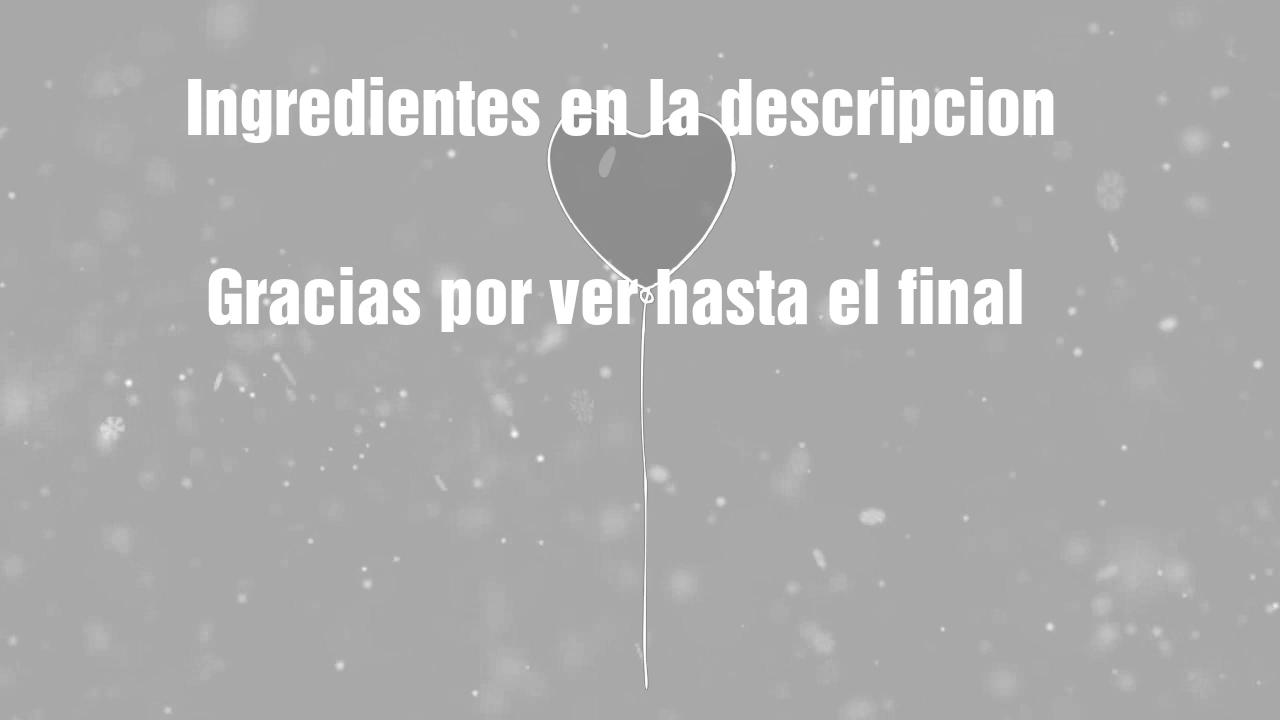 Ingredientes en la descripcion
Gracias por ver hasta el final